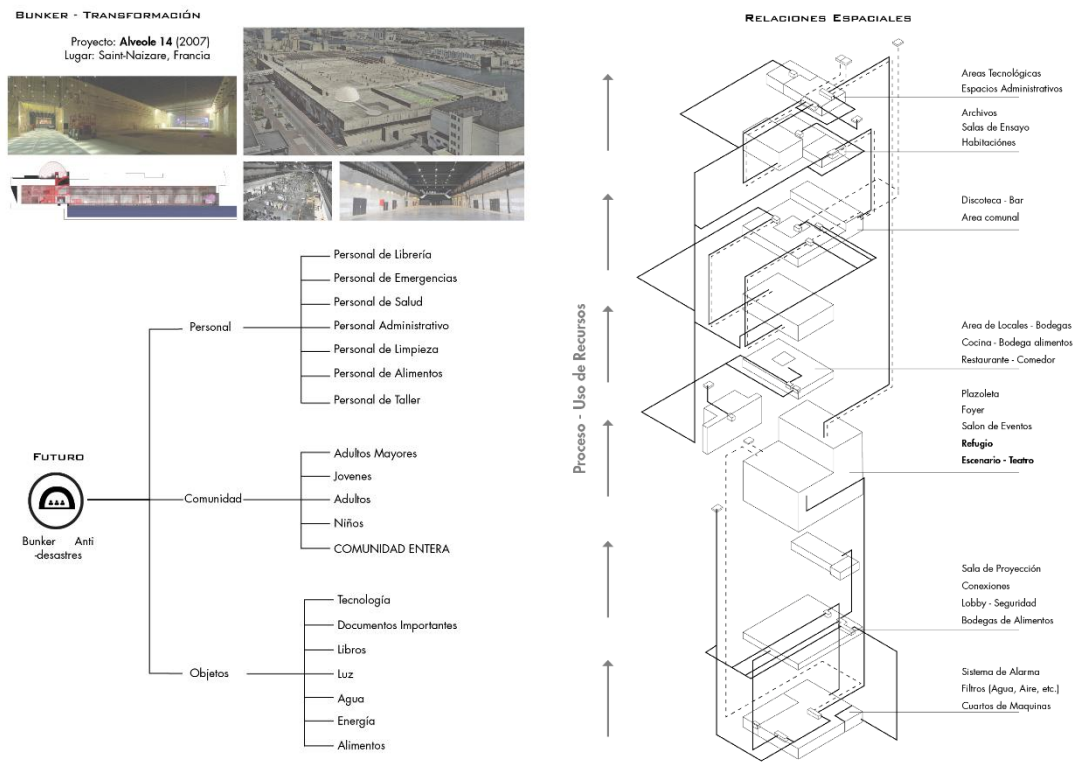 BUNKER - TRANSFORMACIÓN
Proyecto: Alveole 14 (2007)
Lugar: Saint-Naizare, Francia
Personal de Librería
Personal de Emergencias
Personal de Salud
Personal
Personal Administrativo
Personal de Limpieza
Personal de Alimentos
Personal de Taller
FUTURO
Bunker Anti
-desastres
Adultos Mayores
Jovenes
Comunidad
Adultos
Niños
COMUNIDAD ENTERA
Tecnología
Documentos Importantes
Libros
Objetos
Luz
Agua
Energía
Alimentos
RELACIONES ESPACIALES
Proceso - Uso de Recursos
Areas Tecnológicas
Espacios Administrativos
Archivos
Salas de Ensayo
Habitaciónes
Discoteca - Bar
Area comunal
Area de Locales - Bodegas
Cocina - Bodega alimentos
Restaurante - Comedor
Plazoleta
Foyer
Salon de Eventos
Refugio
Escenario - Teatro
Sala de Proyección
Conexiones
Lobby - Seguridad
Bodegas de Alimentos
Sistema de Alarma
Filtros (Agua, Aire, etc.)
Cuartos de Maquinas